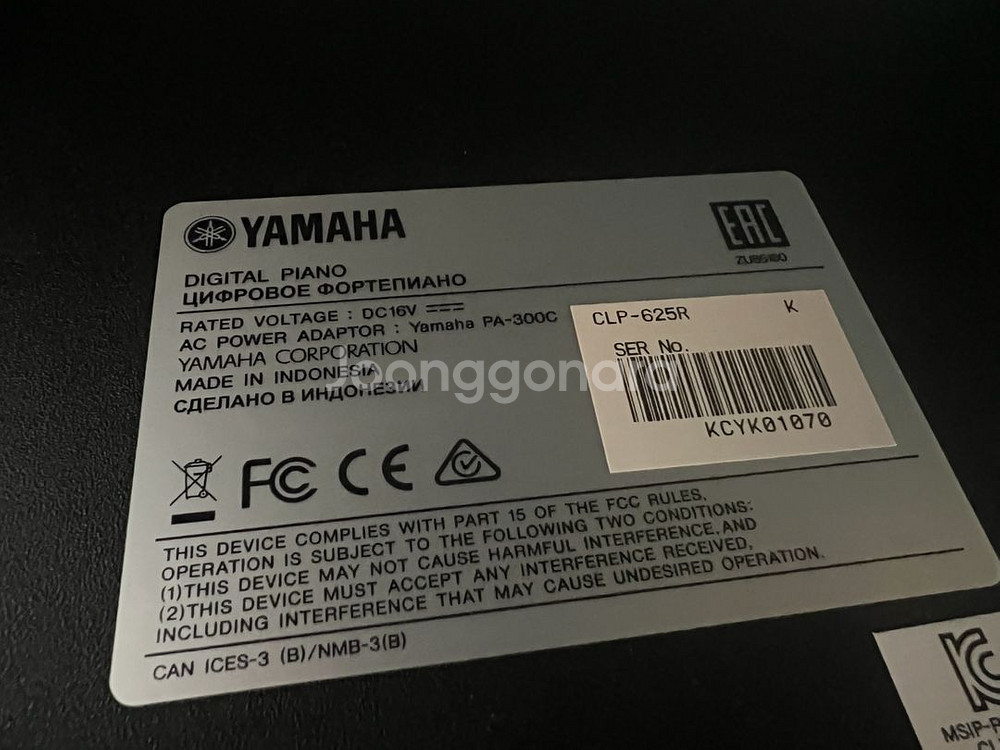 YAMAHA
EAC
ZU86180
DIGITAL PIANO
ЦИФРОВОЕ ФОРТЕПИАНО
RATED VOLTAGE : DC16V
AC POWER ADAPTOR : Yamaha PA-300C
YAMAHA CORPORATION
MADE IN INDONESIA
СДЕЛАНО В ИНДОНЕЗИИ
CLP-625R K
SER No.
KCYK01070
Joonggonara
FC CE
THIS DEVICE COMPLIES WITH PART 15 OF THE FCC RULES.
OPERATION IS SUBJECT TO THE FOLLOWING TWO CONDITIONS:
(1)THIS DEVICE MAY NOT CAUSE HARMFUL INTERFERENCE,AND
(2)THIS DEVICE MUST ACCEPT ANY INTERFERENCE RECEIVED,
INCLUDING INTERFERENCE THAT MAY CAUSE UNDESIRED OPERATION.
CAN ICES-3 (B)/NMB-3(B)